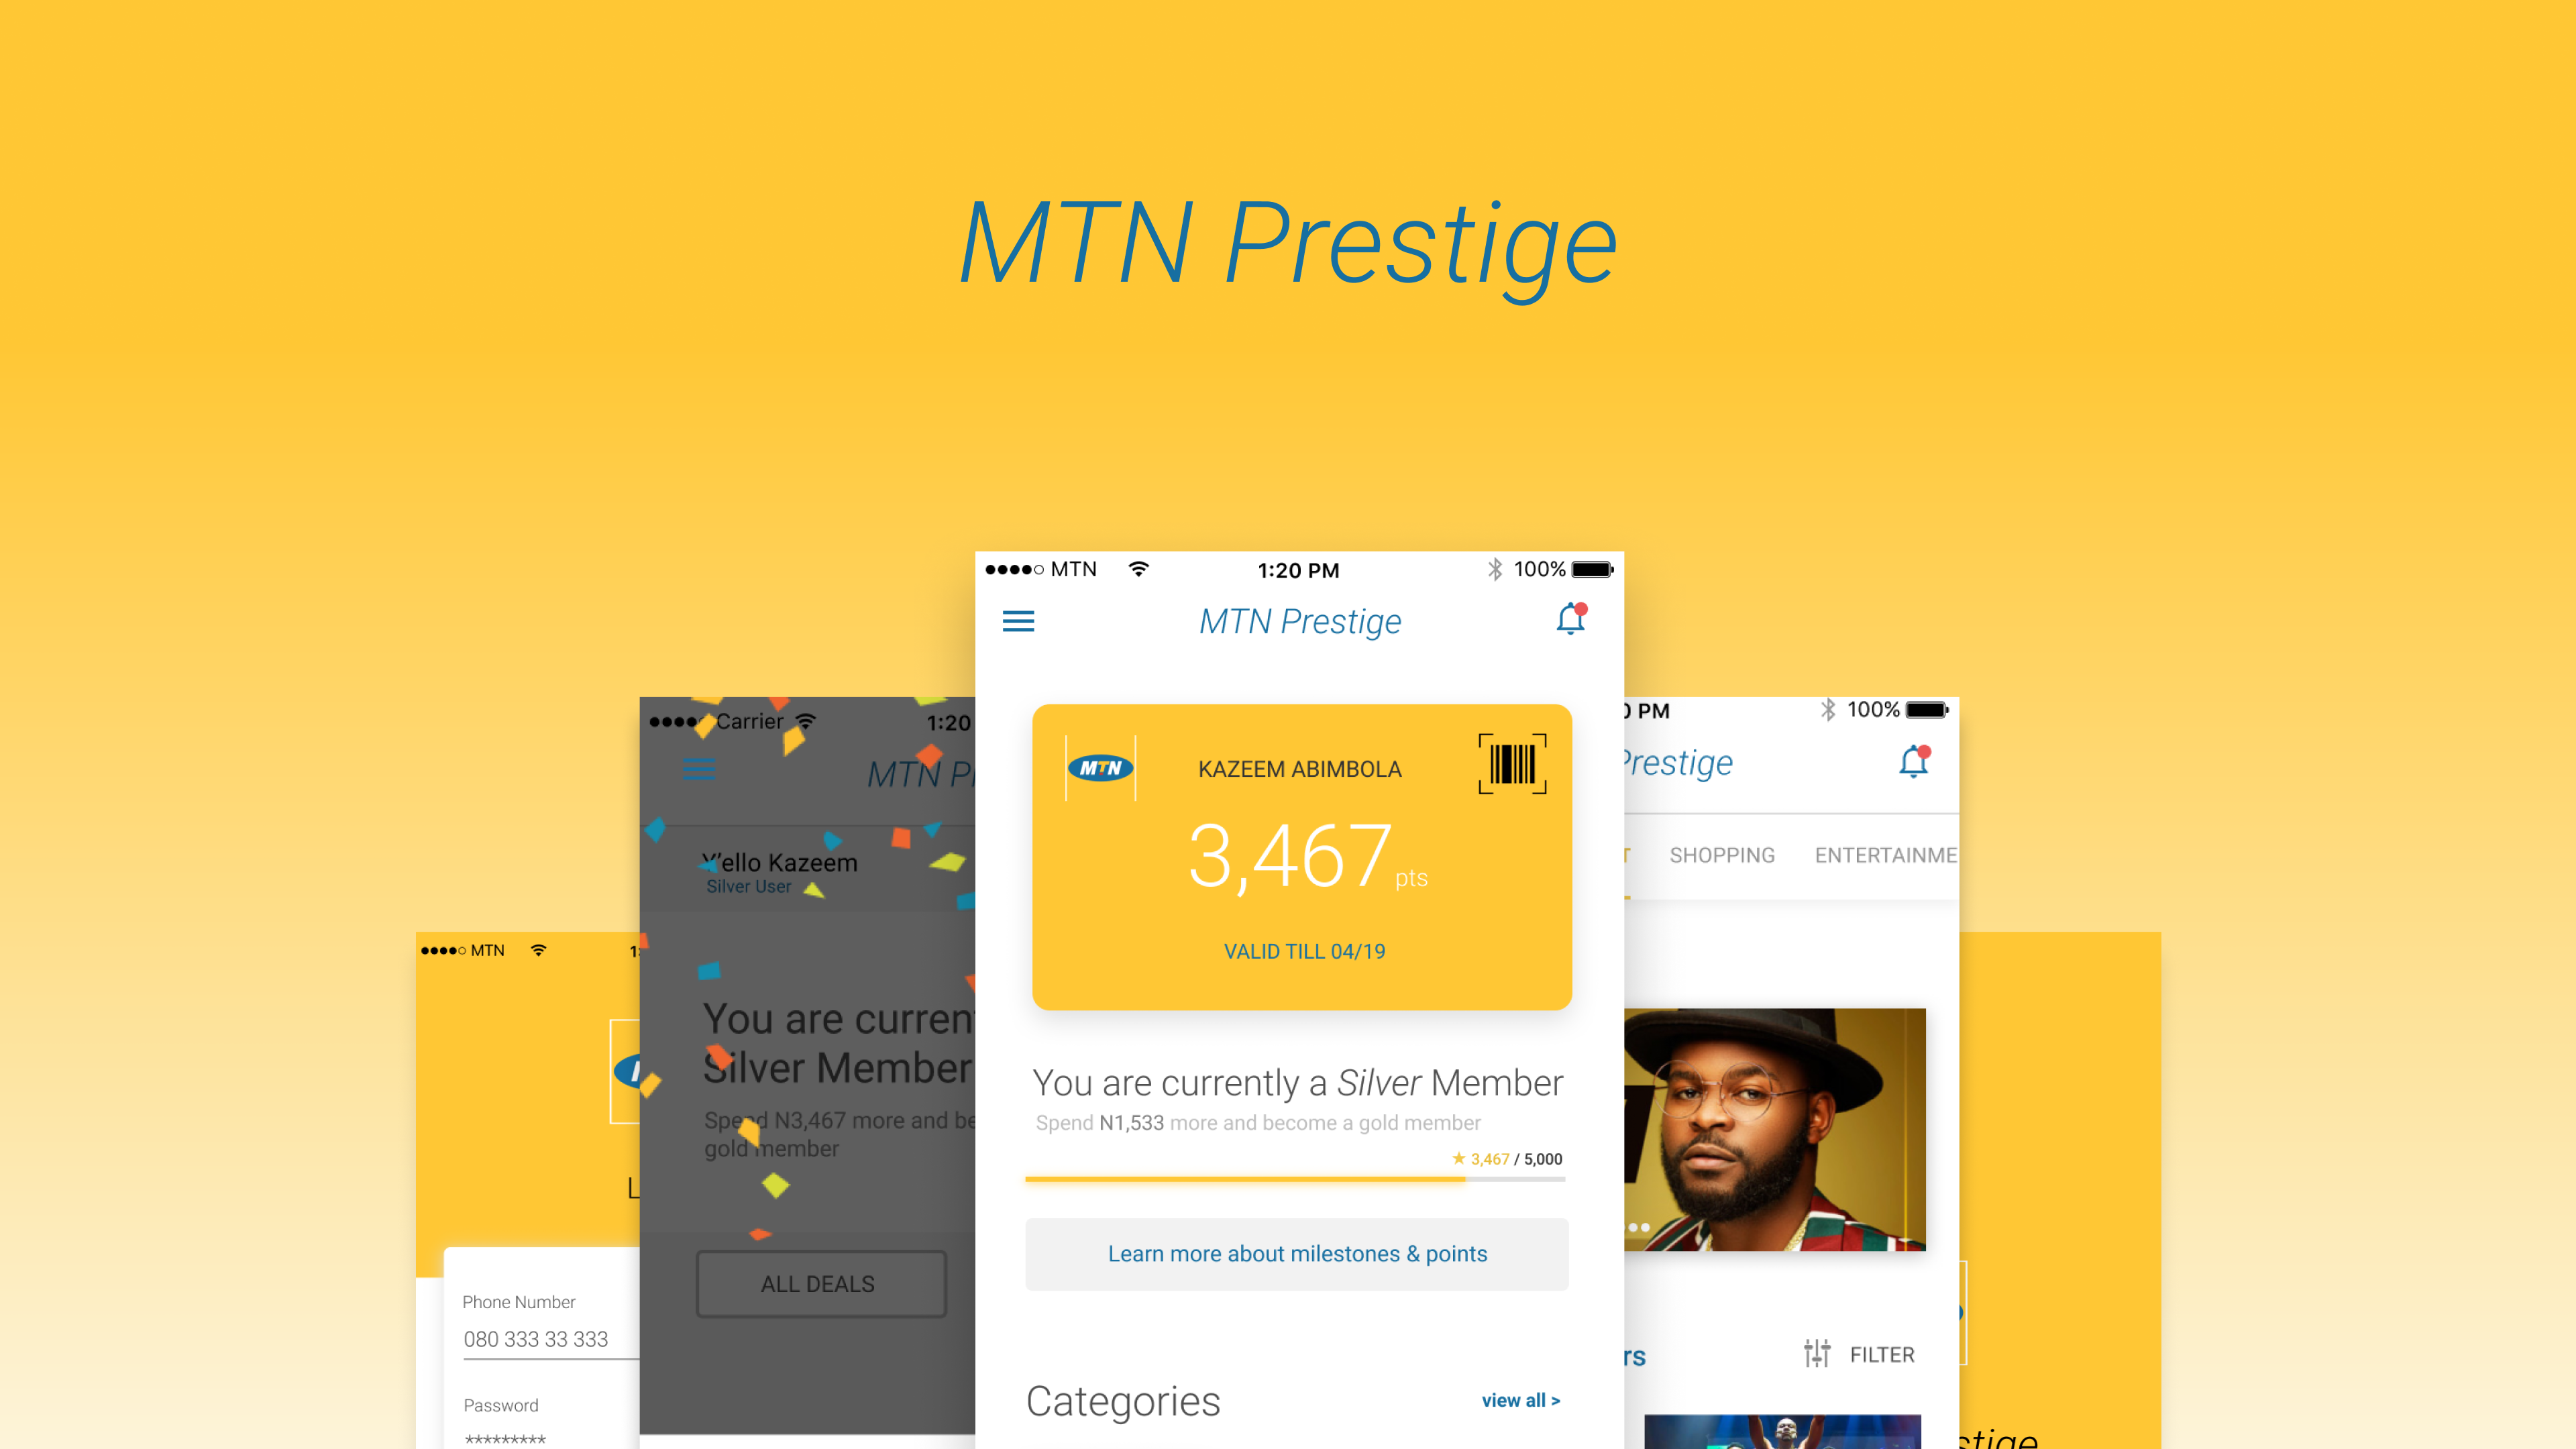 MTN Prestige
MTN 1:20 PM 100%
MTN Prestige
MTN
KAZEEM ABIMBOLA
3,467 pts
VALID TILL 04/19
You are currently a Silver Member
Spend N1,533 more and become a gold member
★ 3,467 / 5,000
Learn more about milestones & points
Categories
view all >
Carrier 1:20
MTN P
Y'ello Kazeem
Silver User
You are curren
Silver Member
Spend N3,467 more and be
gold member
ALL DEALS
MTN 1:
L
Phone Number
080 333 33 333
Password
*********
0 PM 100%
Prestige
T SHOPPING ENTERTAINME
rs
FILTER
stige